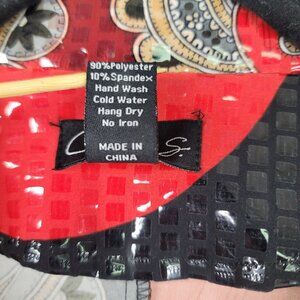 90%Polyester
10%Spandex
Hand Wash
Cold Water
Hang Dry
No Iron
MADE IN
CHINA